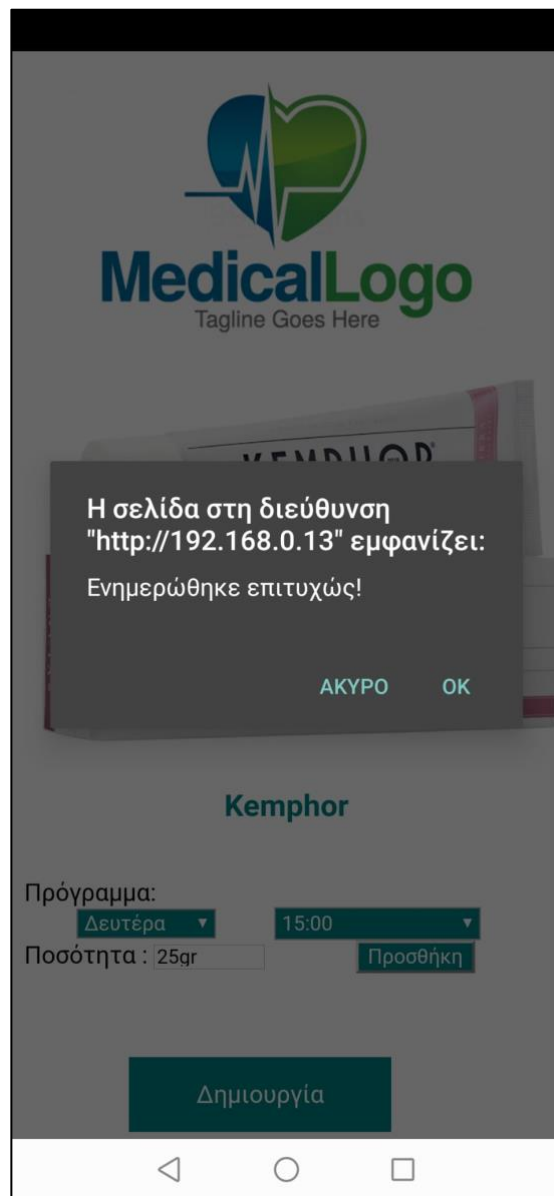 MedicalLogo
Tagline Goes Here
KEMPHOR
Η σελίδα στη διεύθυνση
"http://192.168.0.13" εμφανίζει:
Ενημερώθηκε επιτυχώς!
ΑΚΥΡΟ OK
Kemphor
Πρόγραμμα:
Δευτέρα 15:00
Ποσότητα : 25gr Προσθήκη
Δημιουργία